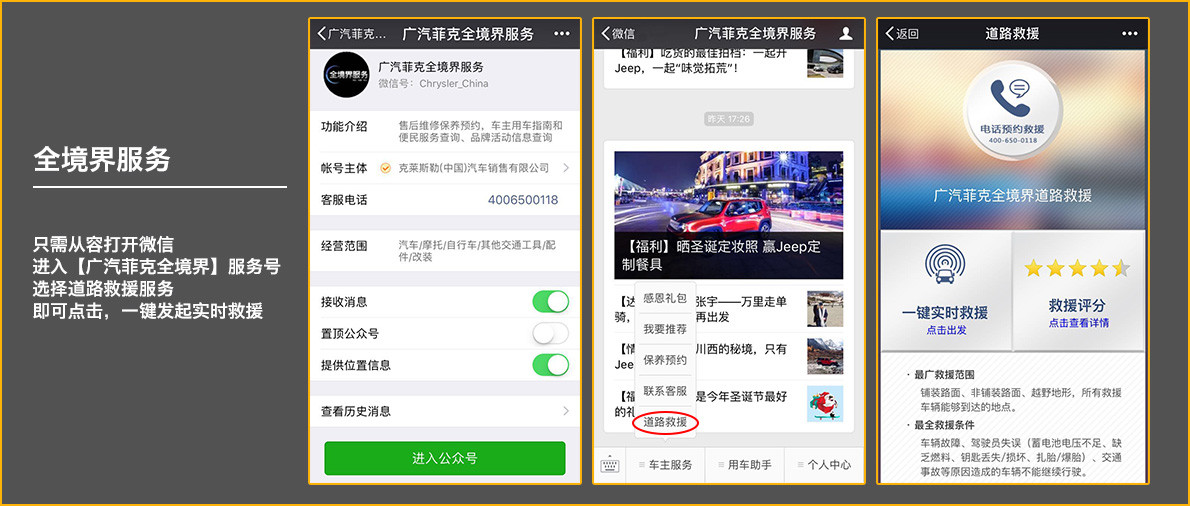 全境界服务
只需从容打开微信
进入【广汽菲克全境界】服务号
选择道路救援服务
即可点击，一键发起实时救援
广汽菲克... 广汽菲克全境界服务
全境界服务
广汽菲克全境界服务
微信号：Chrysler_China
功能介绍 售后维修保养预约，车主用车指南和
便民服务查询、品牌活动信息查询
帐号主体 克莱斯勒(中国)汽车销售有限公司
客服电话 4006500118
经营范围 汽车/摩托/自行车/其他交通工具/配
件/改装
接收消息
置顶公众号
提供位置信息
查看历史消息
进入公众号
微信 广汽菲克全境界服务
【福利】吃货的最佳拍档：一起开
Jeep，一起“味觉拓荒”！
昨天 17:26
【福利】晒圣诞定妆照 赢Jeep定
制餐具
【达 张宇——万里走单
骑， 再出发
【情 川西的秘境，只有
Jee
【福 是今年圣诞节最好
的礼
感恩礼包
我要推荐
保养预约
联系客服
道路救援
车主服务 用车助手 个人中心
返回 道路救援
电话预约救援
400-650-0118
广汽菲克全境界道路救援
一键实时救援
点击出发
救援评分
点击查看详情
· 最广救援范围
铺装路面、非铺装路面、越野地形，所有救援
车辆能够到达的地点。
· 最全救援条件
车辆故障、驾驶员失误（蓄电池电压不足、缺
乏燃料、钥匙丢失/损坏、扎胎/爆胎）、交通
事故等原因造成的车辆不能继续行驶。